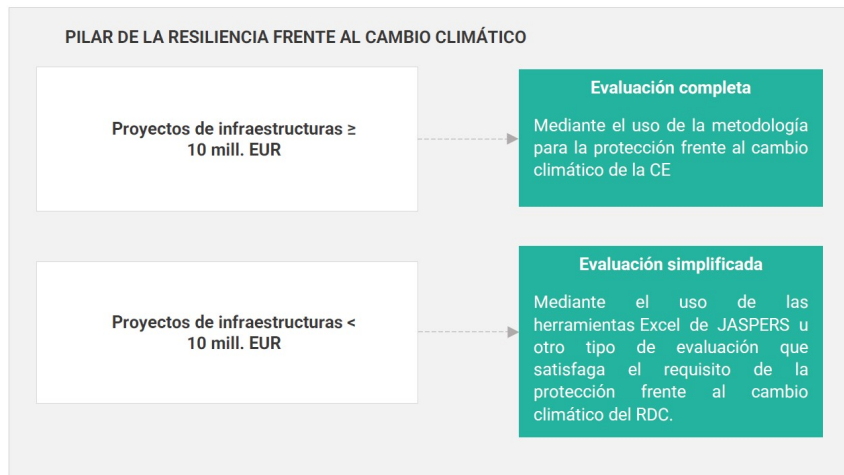 PILAR DE LA RESILIENCIA FRENTE AL CAMBIO CLIMÁTICO
Proyectos de infraestructuras ≥
10 mill. EUR
Evaluación completa
Mediante el uso de la metodología
para la protección frente al cambio
climático de la CE
Proyectos de infraestructuras <
10 mill. EUR
Evaluación simplificada
Mediante el uso de las
herramientas Excel de JASPERS u
otro tipo de evaluación que
satisfaga el requisito de la
protección frente al cambio
climático del RDC.